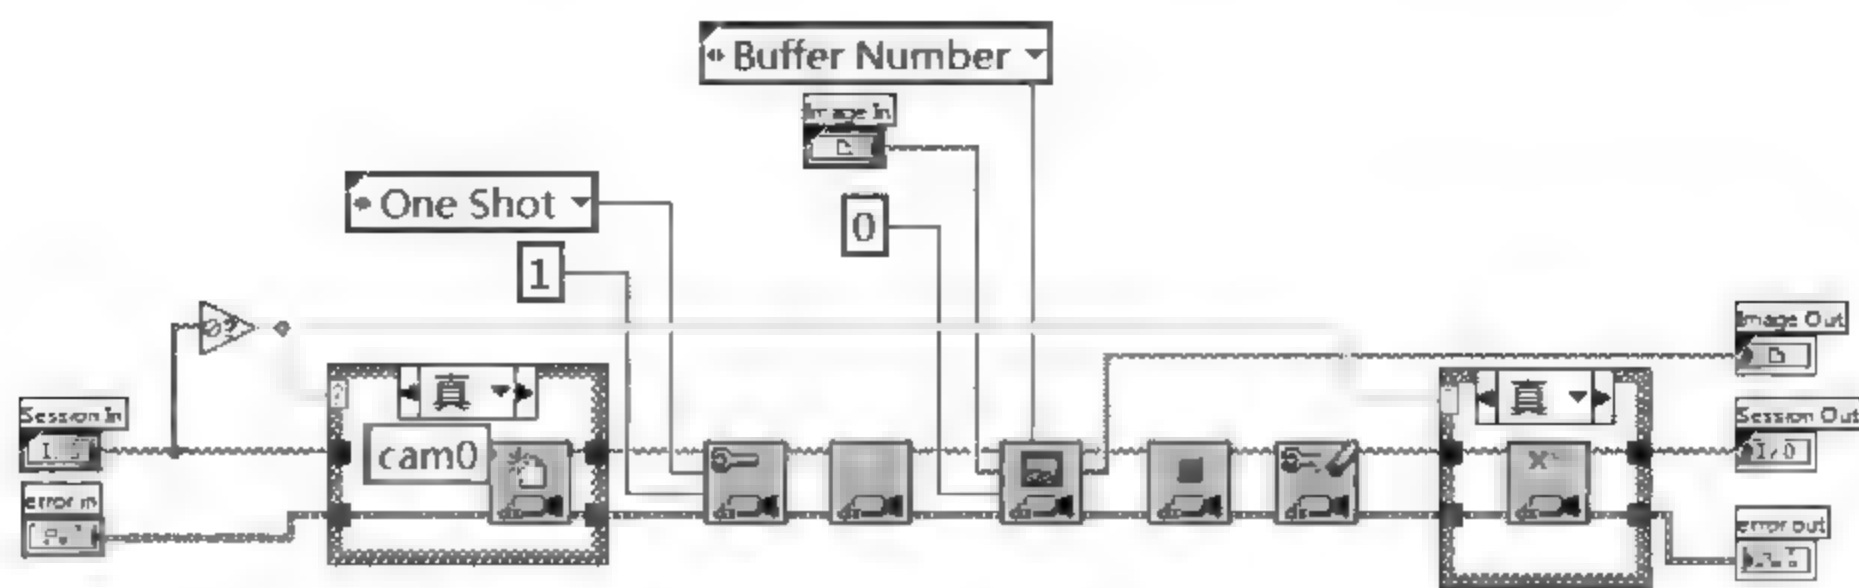 Buffer Number
Image In
One Shot
0
1
Image Out
真
真
Session In
Session Out
cam0
I/O
error in
error out